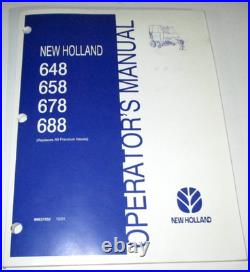 NEW HOLLAND
648
658
678
688
(Replaces All Previous Issues)
OPERATOR'S MANUAL
NEW HOLLAND